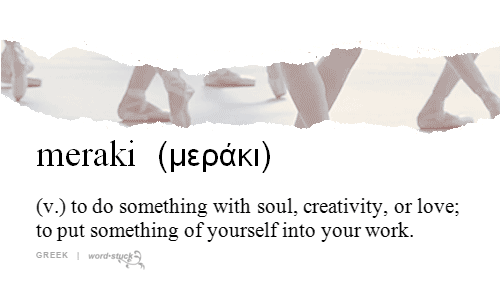 meraki (μεράκι)
(v.) to do something with soul, creativity, or love;
to put something of yourself into your work.
GREEK | word-stuck